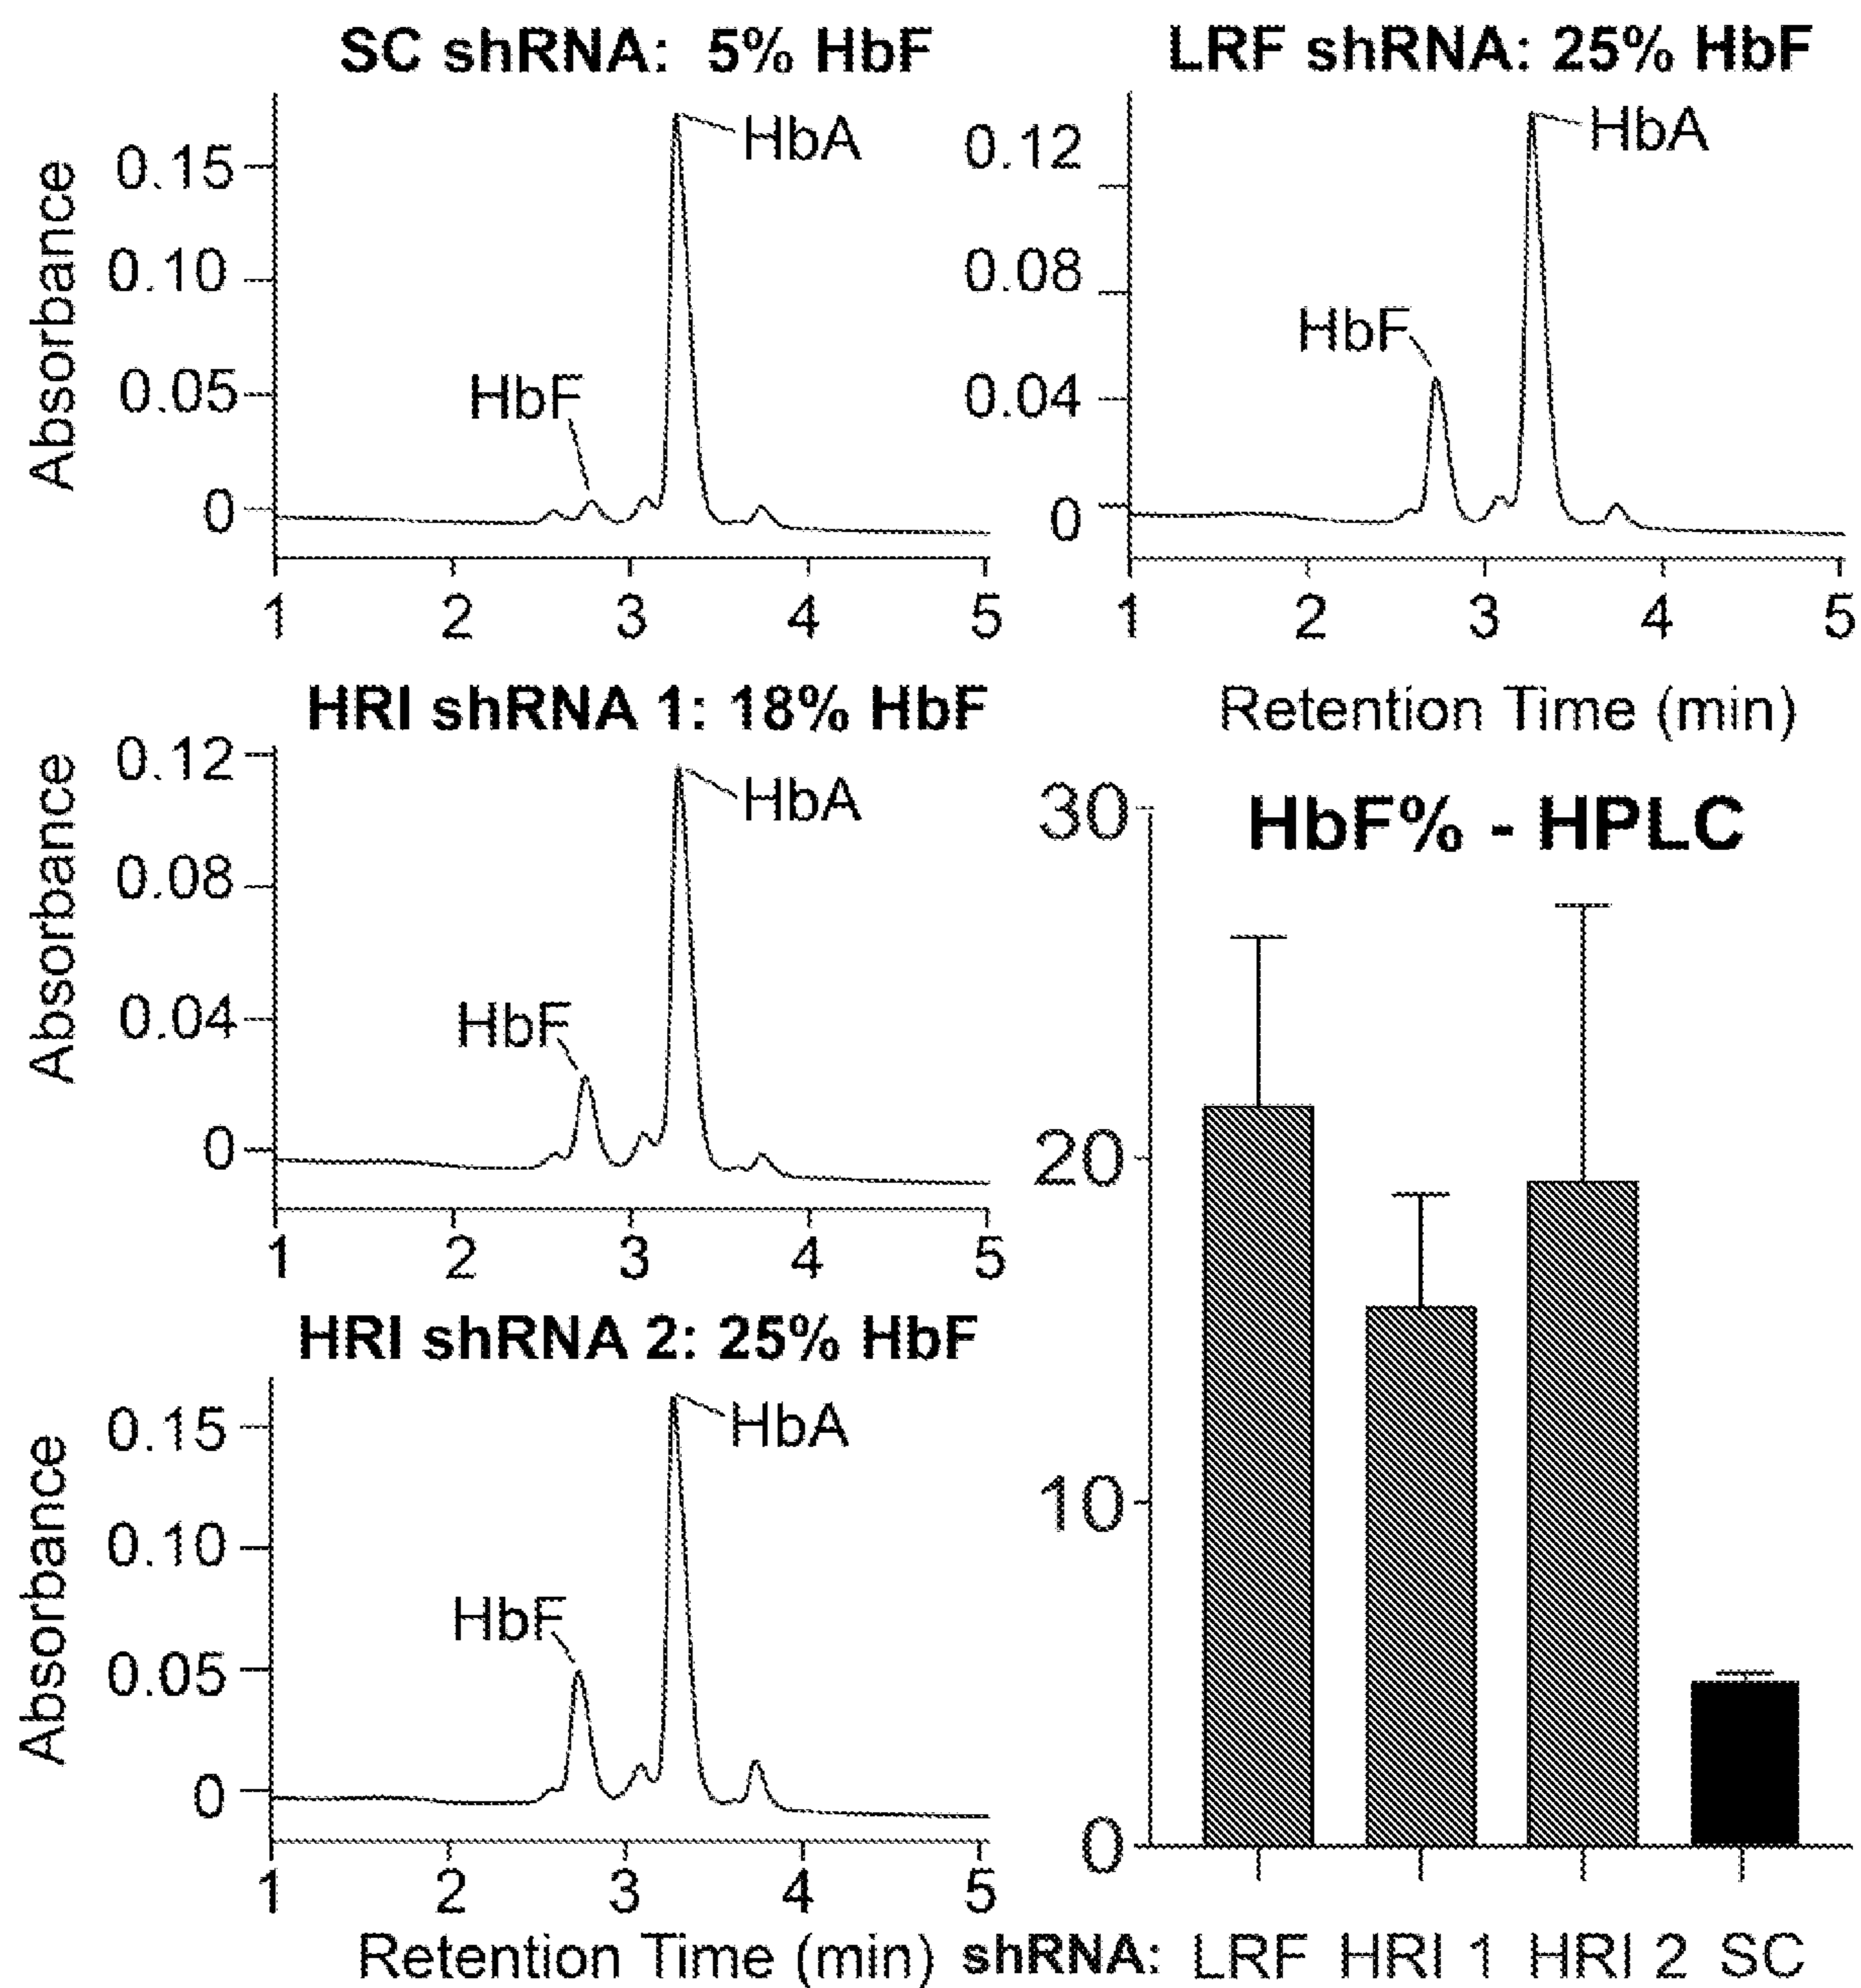 SC shRNA: 5% HbF
Absorbance
0.15
0.10
0.05
0
HbF
HbA
1 2 3 4 5
LRF shRNA: 25% HbF
0.12
0.08
0.04
0
HbF
HbA
1 2 3 4 5
Retention Time (min)
HRI shRNA 1: 18% HbF
Absorbance
0.12
0.08
0.04
0
HbF
HbA
1 2 3 4 5
HRI shRNA 2: 25% HbF
Absorbance
0.15
0.10
0.05
0
HbF
HbA
1 2 3 4 5
Retention Time (min)
HbF% - HPLC
30
20
10
0
shRNA: LRF HRI 1 HRI 2 SC